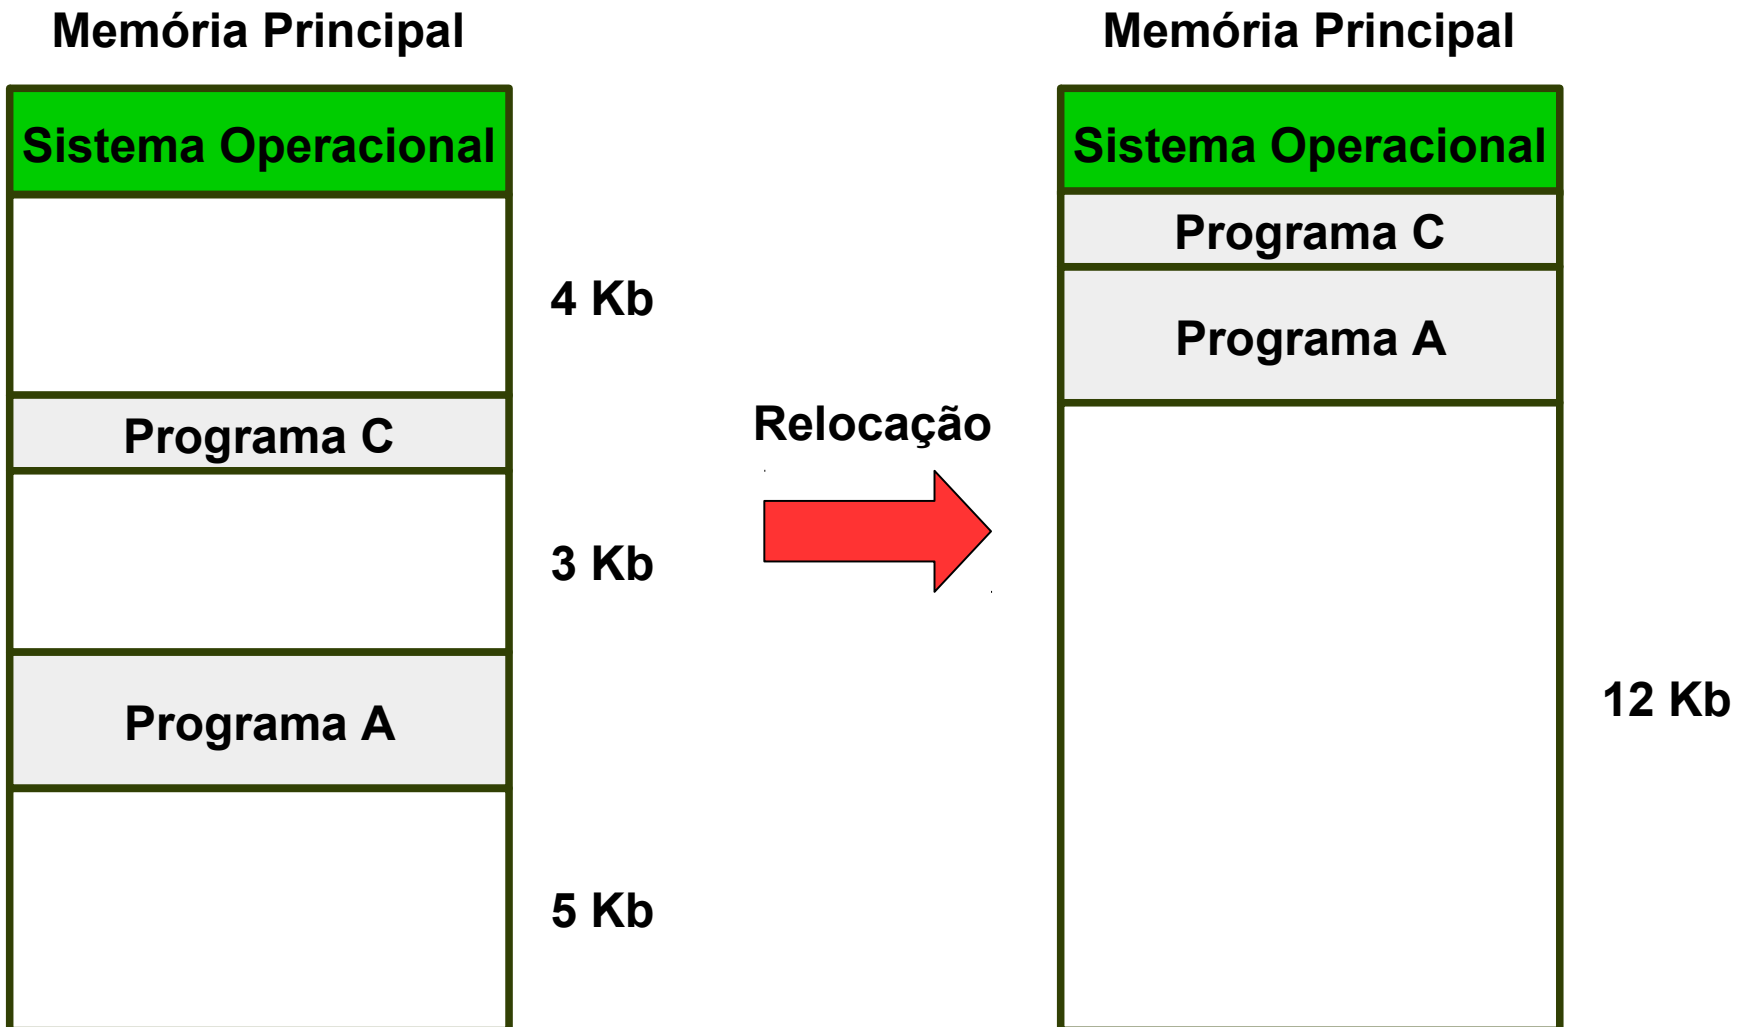 Memória Principal
Sistema Operacional
4 Kb
Programa C
3 Kb
Programa A
5 Kb
Relocação
Memória Principal
Sistema Operacional
Programa C
Programa A
12 Kb